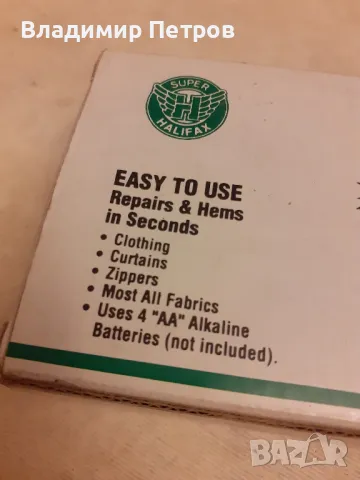 Владимир Петров
SUPER
H
HALIFAX
EASY TO USE
Repairs & Hems
in Seconds
• Clothing
• Curtains
• Zippers
• Most All Fabrics
• Uses 4 "AA" Alkaline
Batteries (not included).
BAZAR